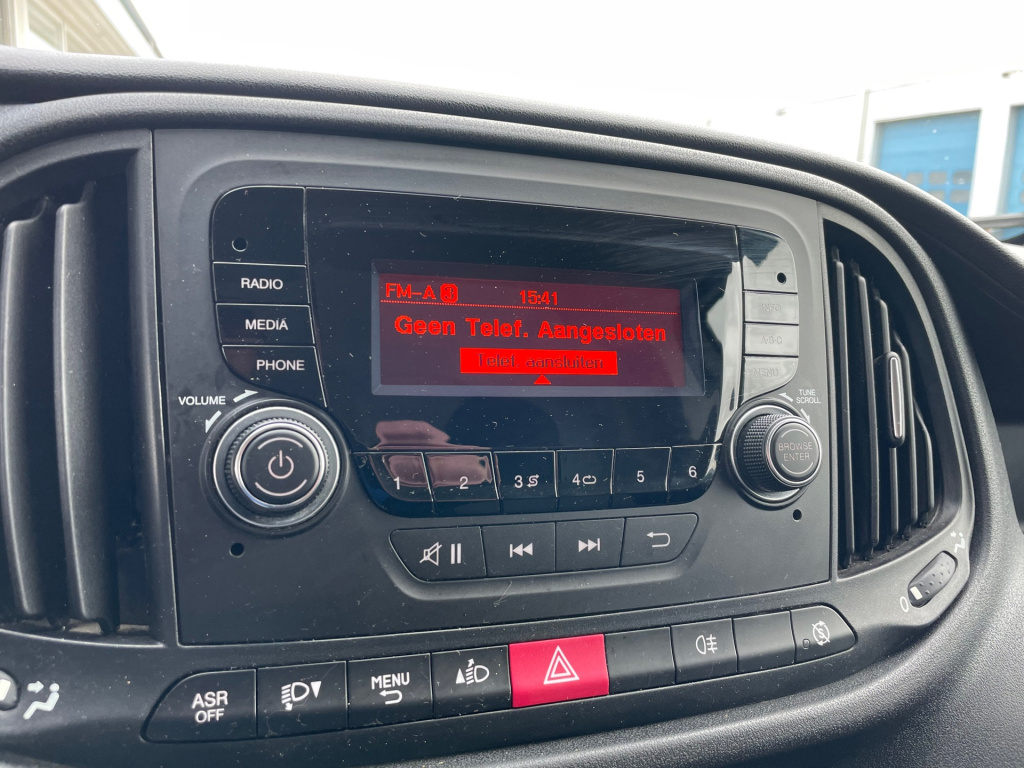 RADIO
MEDIA
PHONE
VOLUME
FM-A 15:41
Geen Telef. Aangesloten
Telef. aansluiten
TUNE
SCROLL
BROWSE
ENTER
1 2 3 4 5 6
ASR
OFF
MENU
0